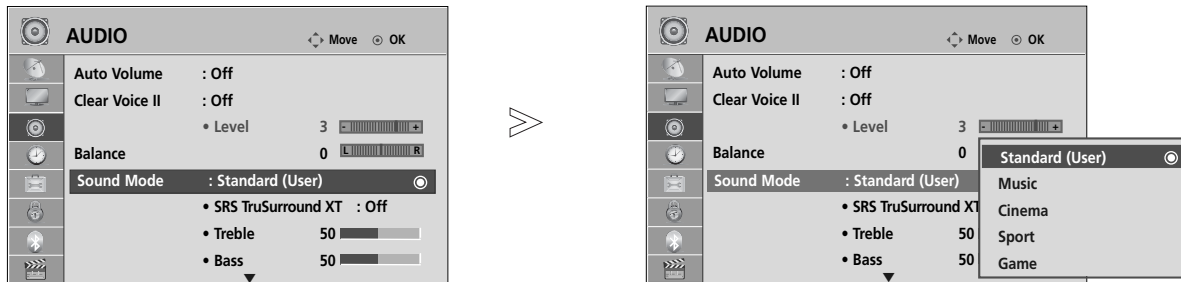 AUDIO Move OK
Auto Volume : Off
Clear Voice II : Off
• Level 3 - +
Balance 0 L R
Sound Mode : Standard (User)
• SRS TruSurround XT : Off
• Treble 50
• Bass 50
>
AUDIO Move OK
Auto Volume : Off
Clear Voice II : Off
• Level 3 - +
Balance 0
Sound Mode : Standard (User)
• SRS TruSurround XT
• Treble 50
• Bass 50
Standard (User)
Music
Cinema
Sport
Game